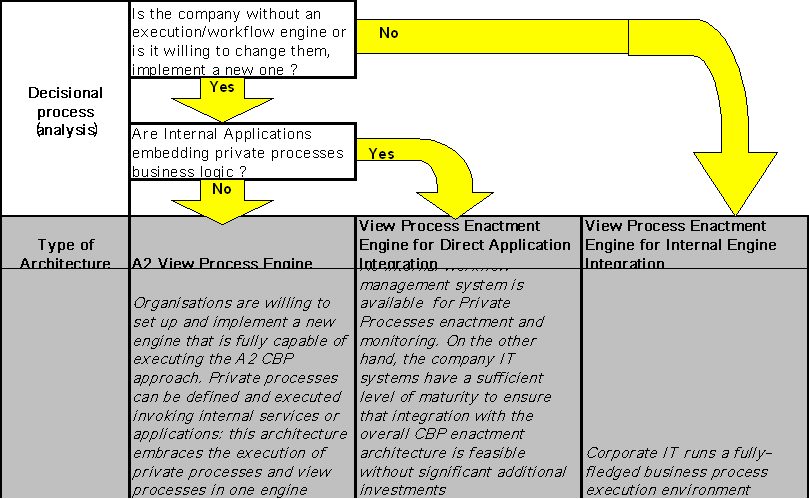 Is the company without an
execution/workflow engine or
is it willing to change them,
implement a new one ?
No
Yes
Decisional
process
(analysis)
Are Internal Applications
embedding private processes
business logic ?
Yes
No
Type of
Architecture
A2 View Process Engine
View Process Enactment
Engine for Direct Application
Integration
View Process Enactment
Engine for Internal Engine
Integration
Organisations are willing to
set up and implement a new
engine that is fully capable of
executing the A2 CBP
approach. Private processes
can be defined and executed
invoking internal services or
applications: this architecture
embraces the execution of
private processes and view
processes in one engine
management system is
available for Private
Processes enactment and
monitoring. On the other
hand, the company IT
systems have a sufficient
level of maturity to ensure
that integration with the
overall CBP enactment
architecture is feasible
without significant additional
investments
Corporate IT runs a fully-
fledged business process
execution environment